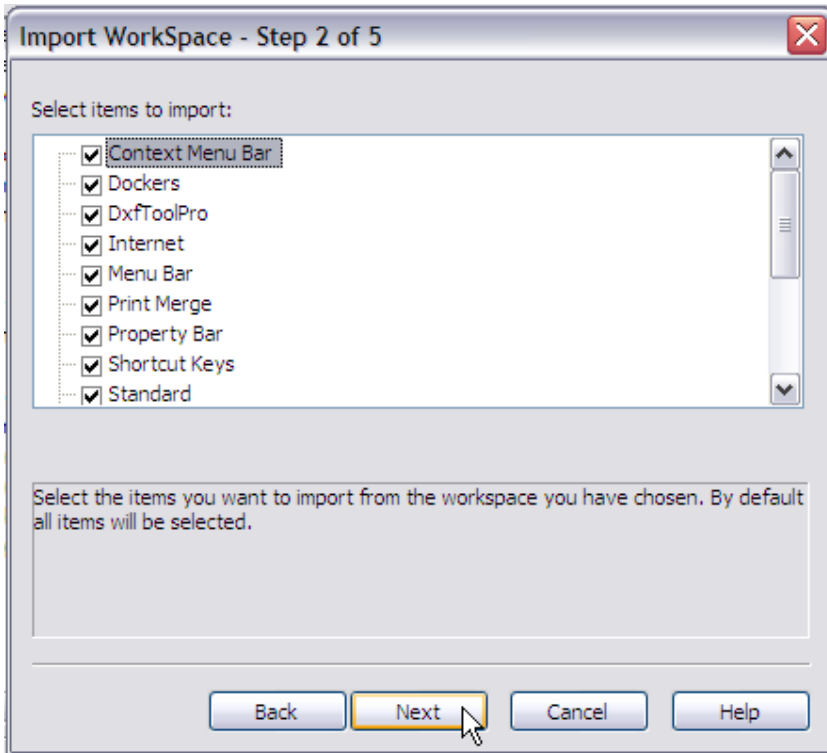 Import WorkSpace - Step 2 of 5
Select items to import:
Context Menu Bar
Dockers
DxfToolPro
Internet
Menu Bar
Print Merge
Property Bar
Shortcut Keys
Standard
Select the items you want to import from the workspace you have chosen. By default
all items will be selected.
Back Next Cancel Help